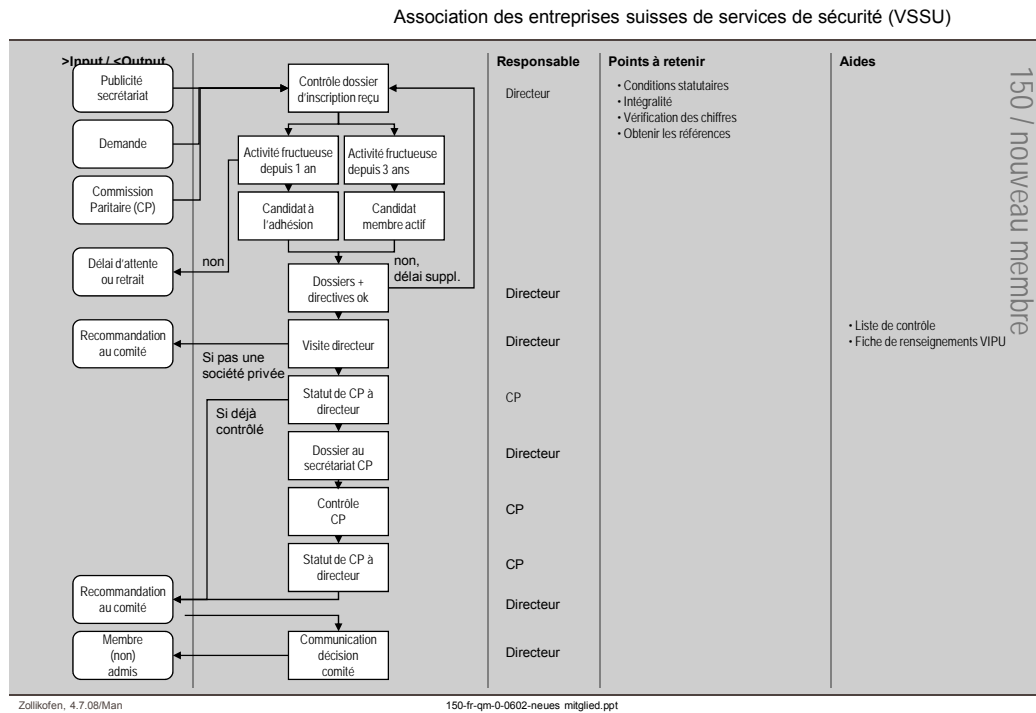 Association des entreprises suisses de services de sécurité (VSSU)
>Input / <Output
Responsable
Points à retenir
Aides
Publicité
secrétariat
Demande
Commission
Paritaire (CP)
Délai d'attente
ou retrait
Recommandation
au comité
Recommandation
au comité
Membre
(non)
admis
Contrôle dossier
d'inscription reçu
Activité fructueuse
depuis 1 an
Activité fructueuse
depuis 3 ans
Candidat à
l'adhésion
Candidat
membre actif
non
non,
délai suppl.
Dossiers +
directives ok
Visite directeur
Si pas une
société privée
Statut de CP à
directeur
Si déjà
contrôlé
Dossier au
secrétariat CP
Contrôle
CP
Statut de CP à
directeur
Communication
décision
comité
Directeur
Directeur
Directeur
CP
Directeur
CP
CP
Directeur
Directeur
• Conditions statutaires
• Intégralité
• Vérification des chiffres
• Obtenir les références
• Liste de contrôle
• Fiche de renseignements VIPU
150 / nouveau membre
Zollikofen, 4.7.08/Man
150-fr-qm-0-0602-neues mitglied.ppt